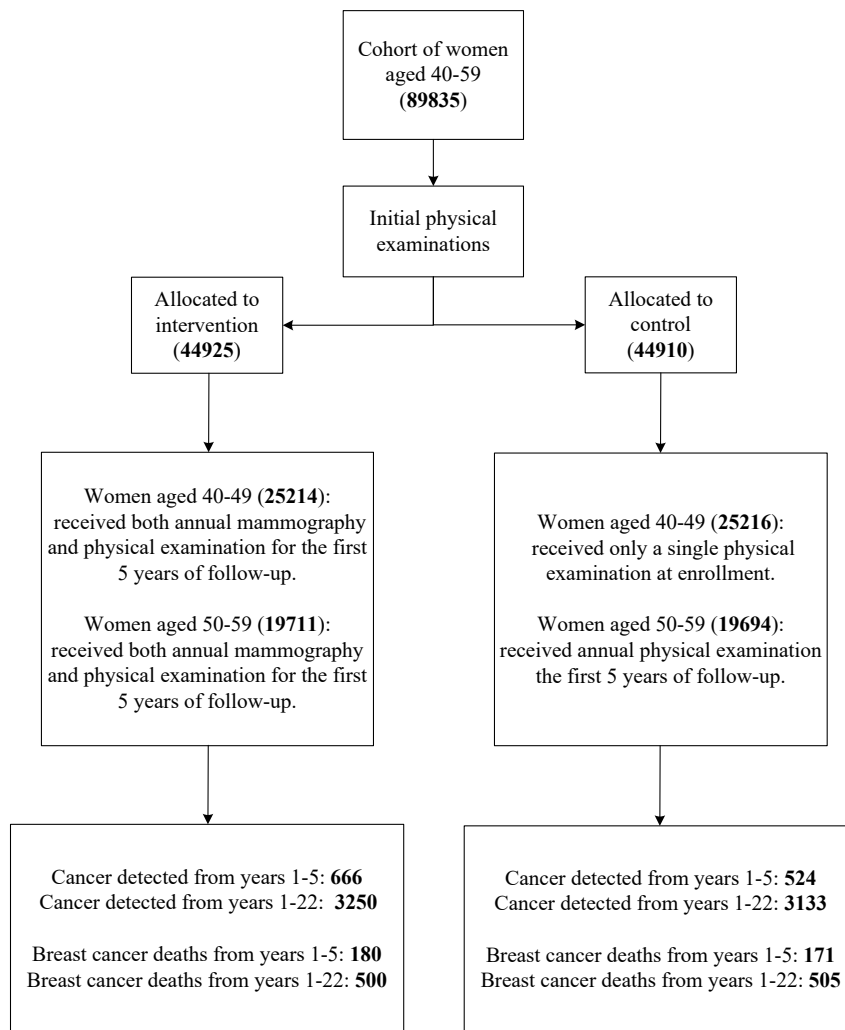 Cohort of women
aged 40-59
(89835)
Initial physical
examinations
Allocated to
intervention
(44925)
Allocated to
control
(44910)
Women aged 40-49 (25214):
received both annual mammography
and physical examination for the first
5 years of follow-up.
Women aged 50-59 (19711):
received both annual mammography
and physical examination for the first
5 years of follow-up.
Women aged 40-49 (25216):
received only a single physical
examination at enrollment.
Women aged 50-59 (19694):
received annual physical examination
the first 5 years of follow-up.
Cancer detected from years 1-5: 666
Cancer detected from years 1-22: 3250
Breast cancer deaths from years 1-5: 180
Breast cancer deaths from years 1-22: 500
Cancer detected from years 1-5: 524
Cancer detected from years 1-22: 3133
Breast cancer deaths from years 1-5: 171
Breast cancer deaths from years 1-22: 505